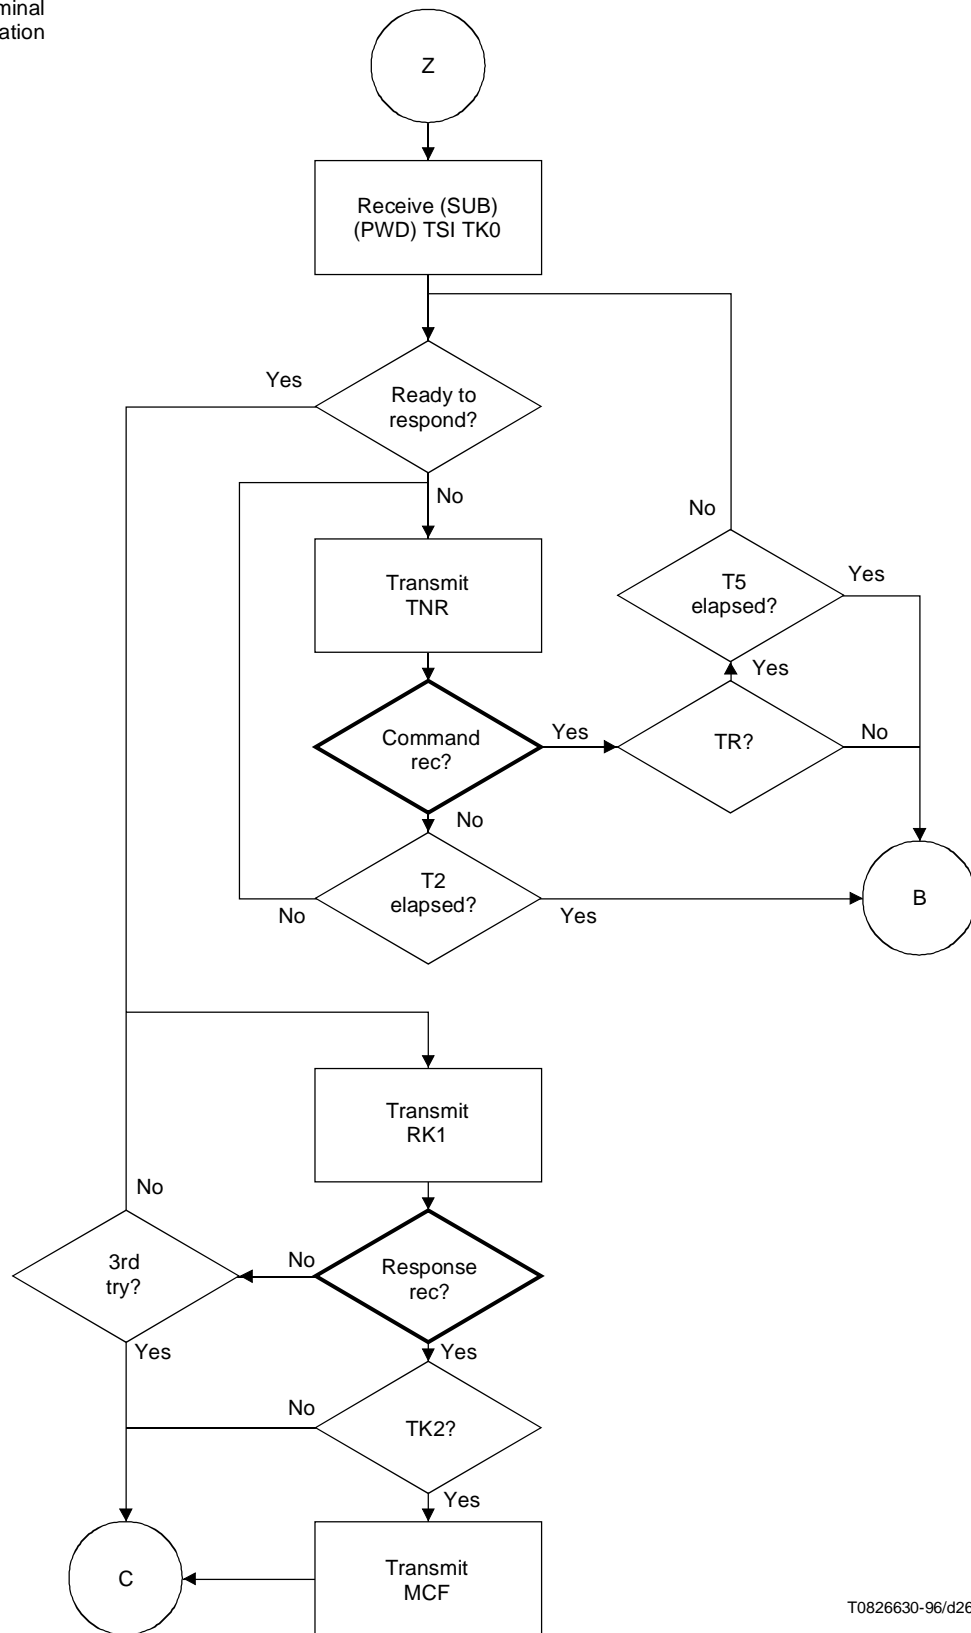 minal
ation
Z
Receive (SUB)
(PWD) TSI TK0
Yes
Ready to
respond?
No
No
Transmit
TNR
T5
elapsed?
Yes
Yes
Command
rec?
Yes
TR?
No
No
T2
elapsed?
No
Yes
B
Transmit
RK1
No
3rd
try?
No
Response
rec?
Yes
Yes
No
TK2?
Yes
C
Transmit
MCF
T0826630-96/d26